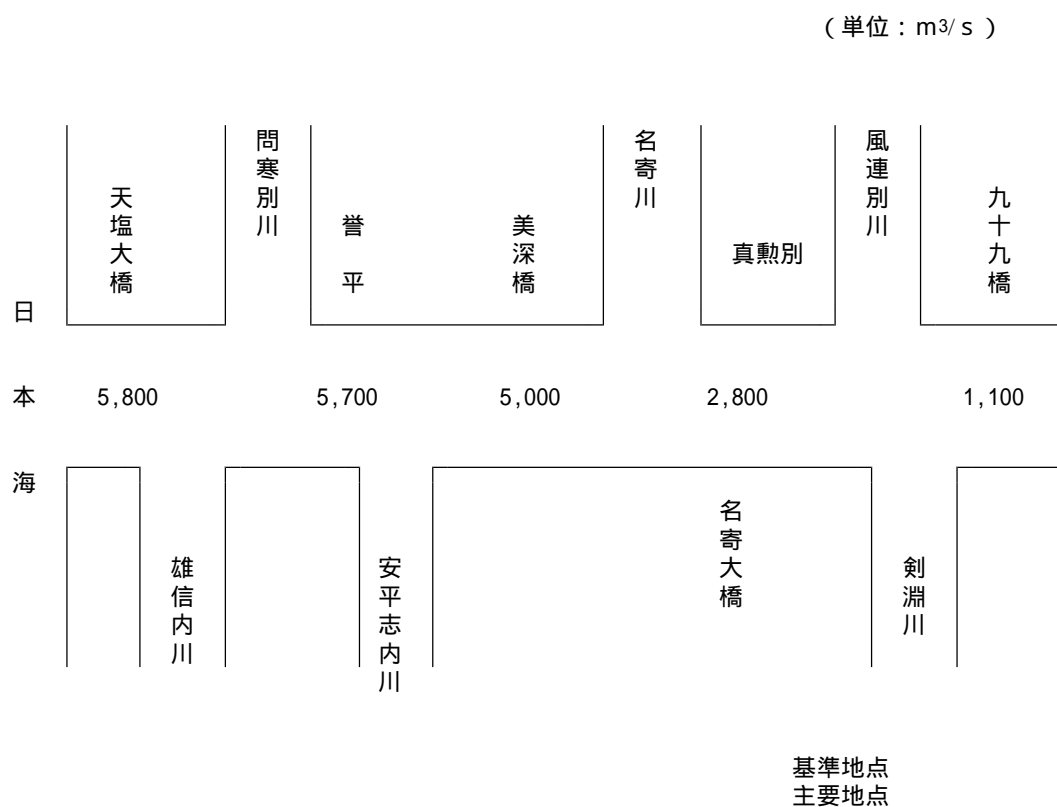 （単位：m3/s）
問寒別川
名寄川
風連別川
天塩大橋
誉平
美深橋
真勲別
九十九橋
日本海
5,800
5,700
5,000
2,800
1,100
雄信内川
安平志内川
名寄大橋
剣淵川
基準地点
主要地点